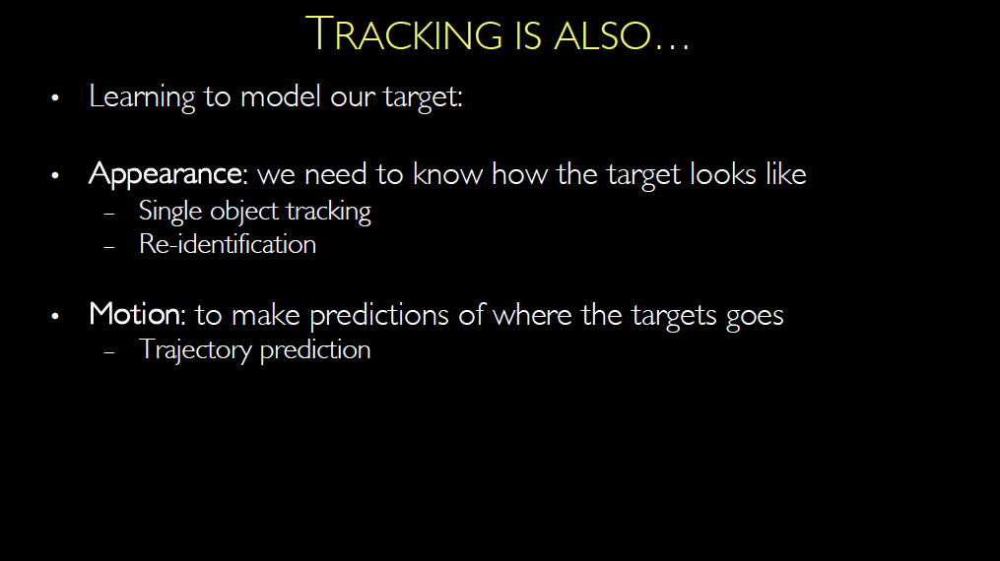 TRACKING IS ALSO...
• Learning to model our target:
• Appearance: we need to know how the target looks like
– Single object tracking
– Re-identification
• Motion: to make predictions of where the targets goes
– Trajectory prediction